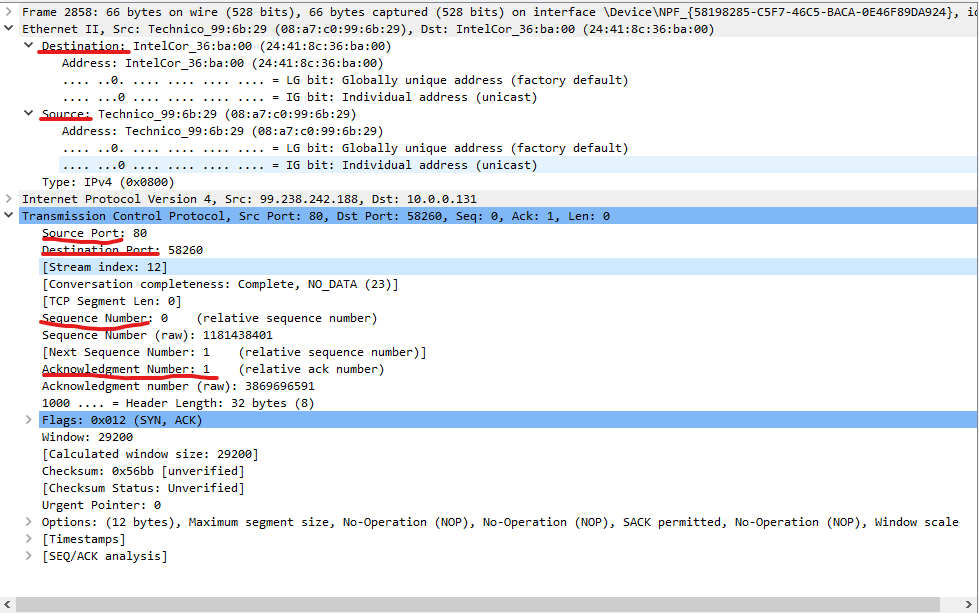 Frame 2858: 66 bytes on wire (528 bits), 66 bytes captured (528 bits) on interface \Device\NPF_{58198285-C5F7-46C5-BACA-0E46F89DA924}, id
Ethernet II, Src: Technico_99:6b:29 (08:a7:c0:99:6b:29), Dst: IntelCor_36:ba:00 (24:41:8c:36:ba:00)
Destination: IntelCor_36:ba:00 (24:41:8c:36:ba:00)
Address: IntelCor_36:ba:00 (24:41:8c:36:ba:00)
.... ..0. .... .... .... .... = LG bit: Globally unique address (factory default)
.... ...0 .... .... .... .... = IG bit: Individual address (unicast)
Source: Technico_99:6b:29 (08:a7:c0:99:6b:29)
Address: Technico_99:6b:29 (08:a7:c0:99:6b:29)
.... ..0. .... .... .... .... = LG bit: Globally unique address (factory default)
.... ...0 .... .... .... .... = IG bit: Individual address (unicast)
Type: IPv4 (0x0800)
Internet Protocol Version 4, Src: 99.238.242.188, Dst: 10.0.0.131
Transmission Control Protocol, Src Port: 80, Dst Port: 58260, Seq: 0, Ack: 1, Len: 0
Source Port: 80
Destination Port: 58260
[Stream index: 12]
[Conversation completeness: Complete, NO_DATA (23)]
[TCP Segment Len: 0]
Sequence Number: 0 (relative sequence number)
Sequence Number (raw): 1181438401
[Next Sequence Number: 1 (relative sequence number)]
Acknowledgment Number: 1 (relative ack number)
Acknowledgment number (raw): 3869696591
1000 .... = Header Length: 32 bytes (8)
Flags: 0x012 (SYN, ACK)
Window: 29200
[Calculated window size: 29200]
Checksum: 0x56bb [unverified]
[Checksum Status: Unverified]
Urgent Pointer: 0
Options: (12 bytes), Maximum segment size, No-Operation (NOP), No-Operation (NOP), SACK permitted, No-Operation (NOP), Window scale
[Timestamps]
[SEQ/ACK analysis]